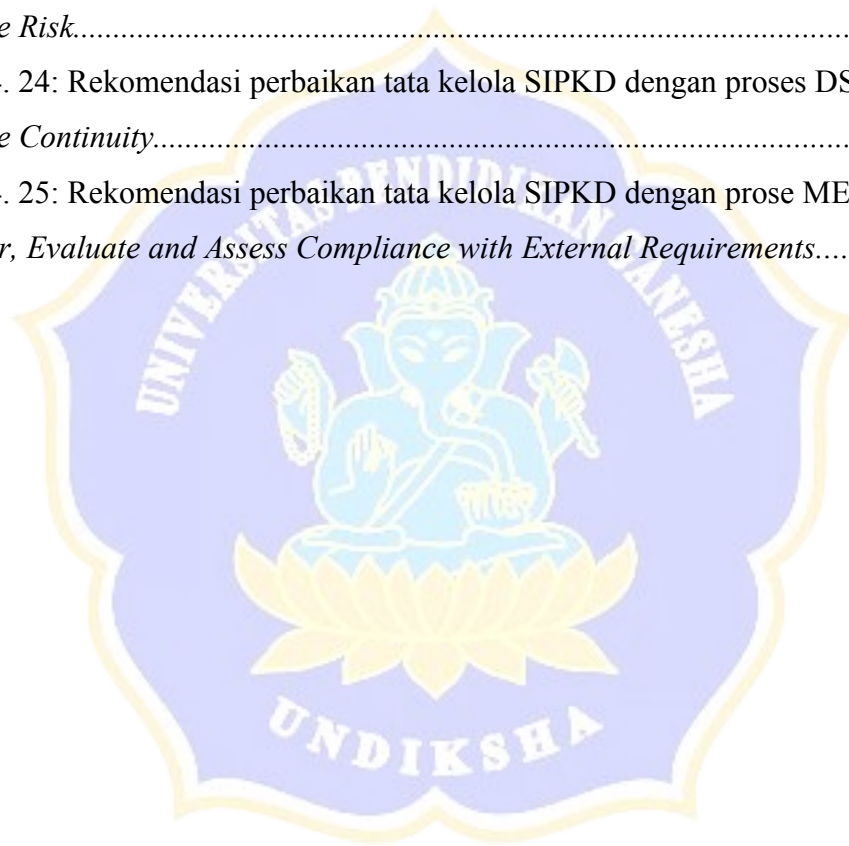 e Risk....................................................................................................
. 24: Rekomendasi perbaikan tata kelola SIPKD dengan proses DS
e Continuity.........................................................................................
. 25: Rekomendasi perbaikan tata kelola SIPKD dengan prose ME
r, Evaluate and Assess Compliance with External Requirements.....
UNIVERSITAS PENDIDIKAN GANESHA
UNDIKSHA